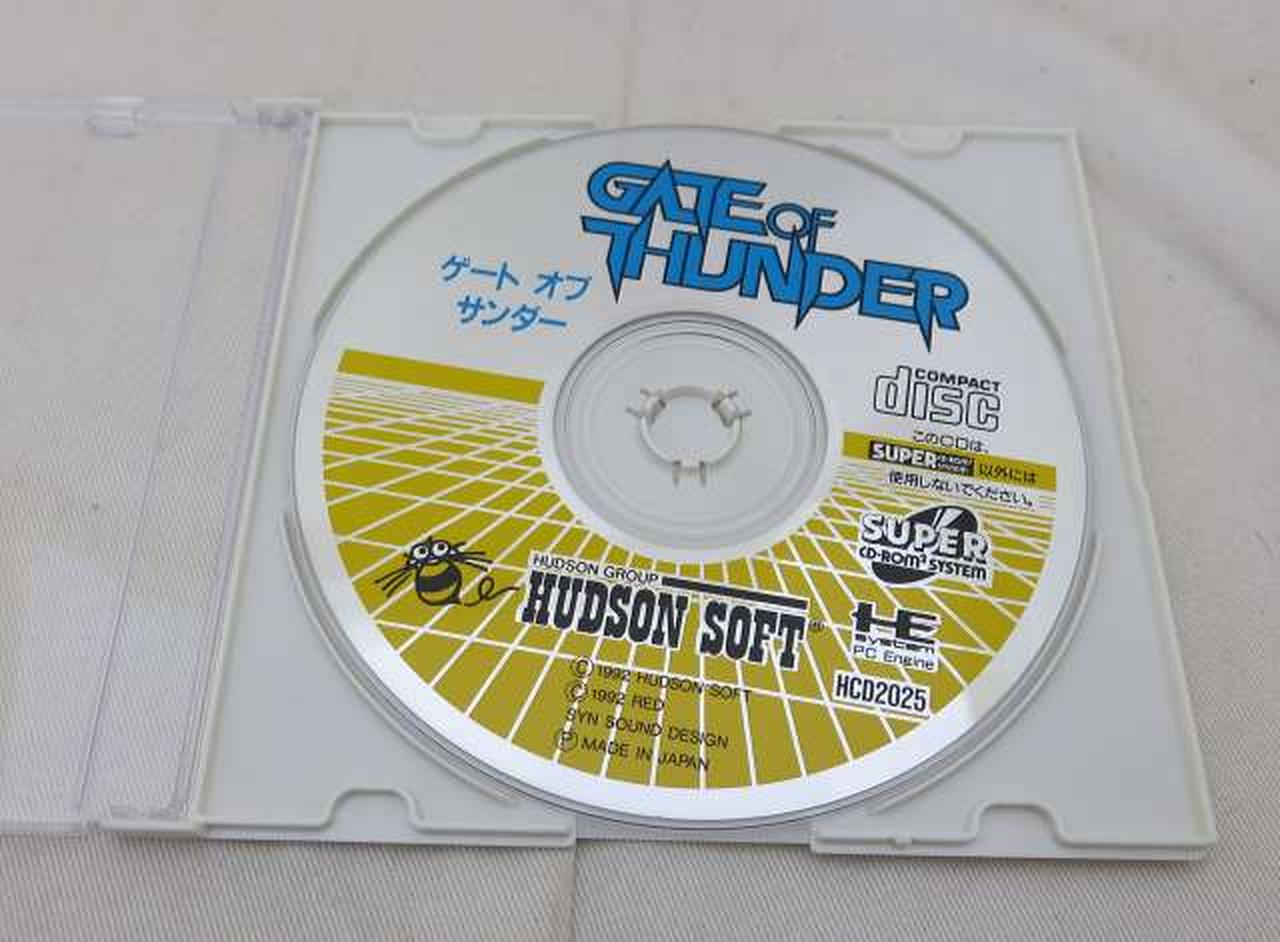 GATE OF
THUNDER
ゲート オブ
サンダー
COMPACT
disc
このCDは、
SUPER CD-ROM² SYSTEM 以外には
使用しないでください。
SUPER
CD-ROM² SYSTEM
HUDSON GROUP
HUDSON SOFT®
HE
System
PC Engine
HCD2025
Ⓒ 1992 HUDSON SOFT
Ⓒ 1992 RED
SYN SOUND DESIGN
Ⓟ MADE IN JAPAN